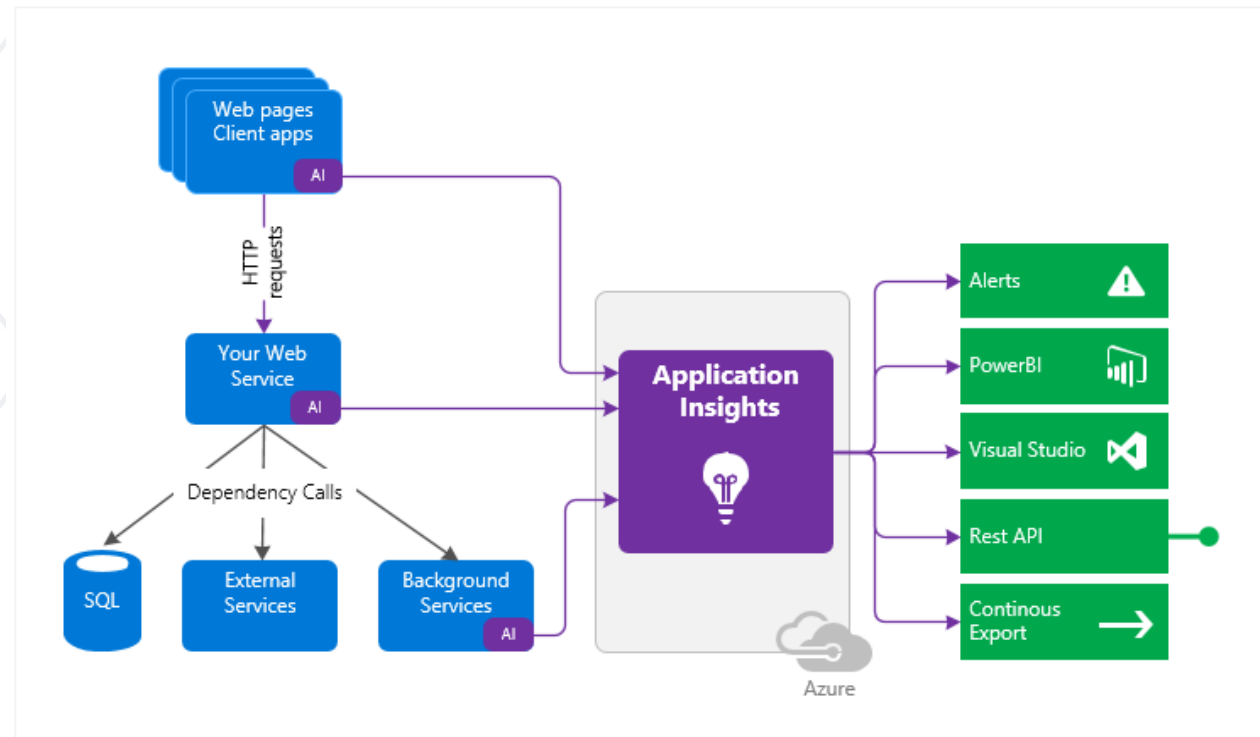 Web pages
Client apps
AI
HTTP
requests
Your Web
Service
AI
Dependency Calls
SQL
External
Services
Background
Services
AI
Application
Insights
Azure
Alerts
PowerBI
Visual Studio
Rest API
Continous
Export